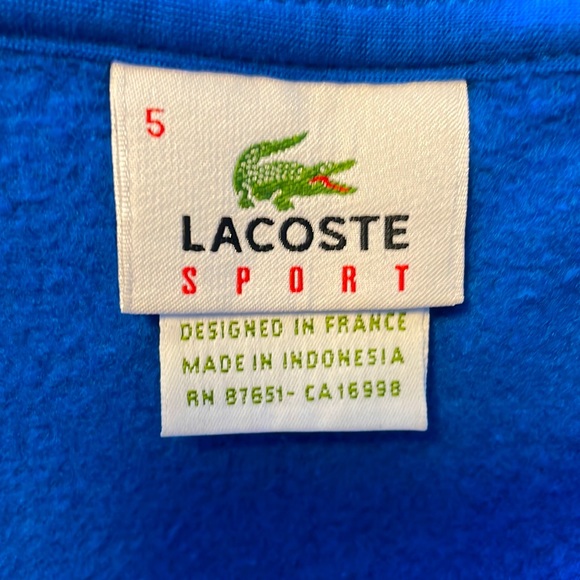 5
LACOSTE
SPORT
DESIGNED IN FRANCE
MADE IN INDONESIA
RN 87651- CA16998